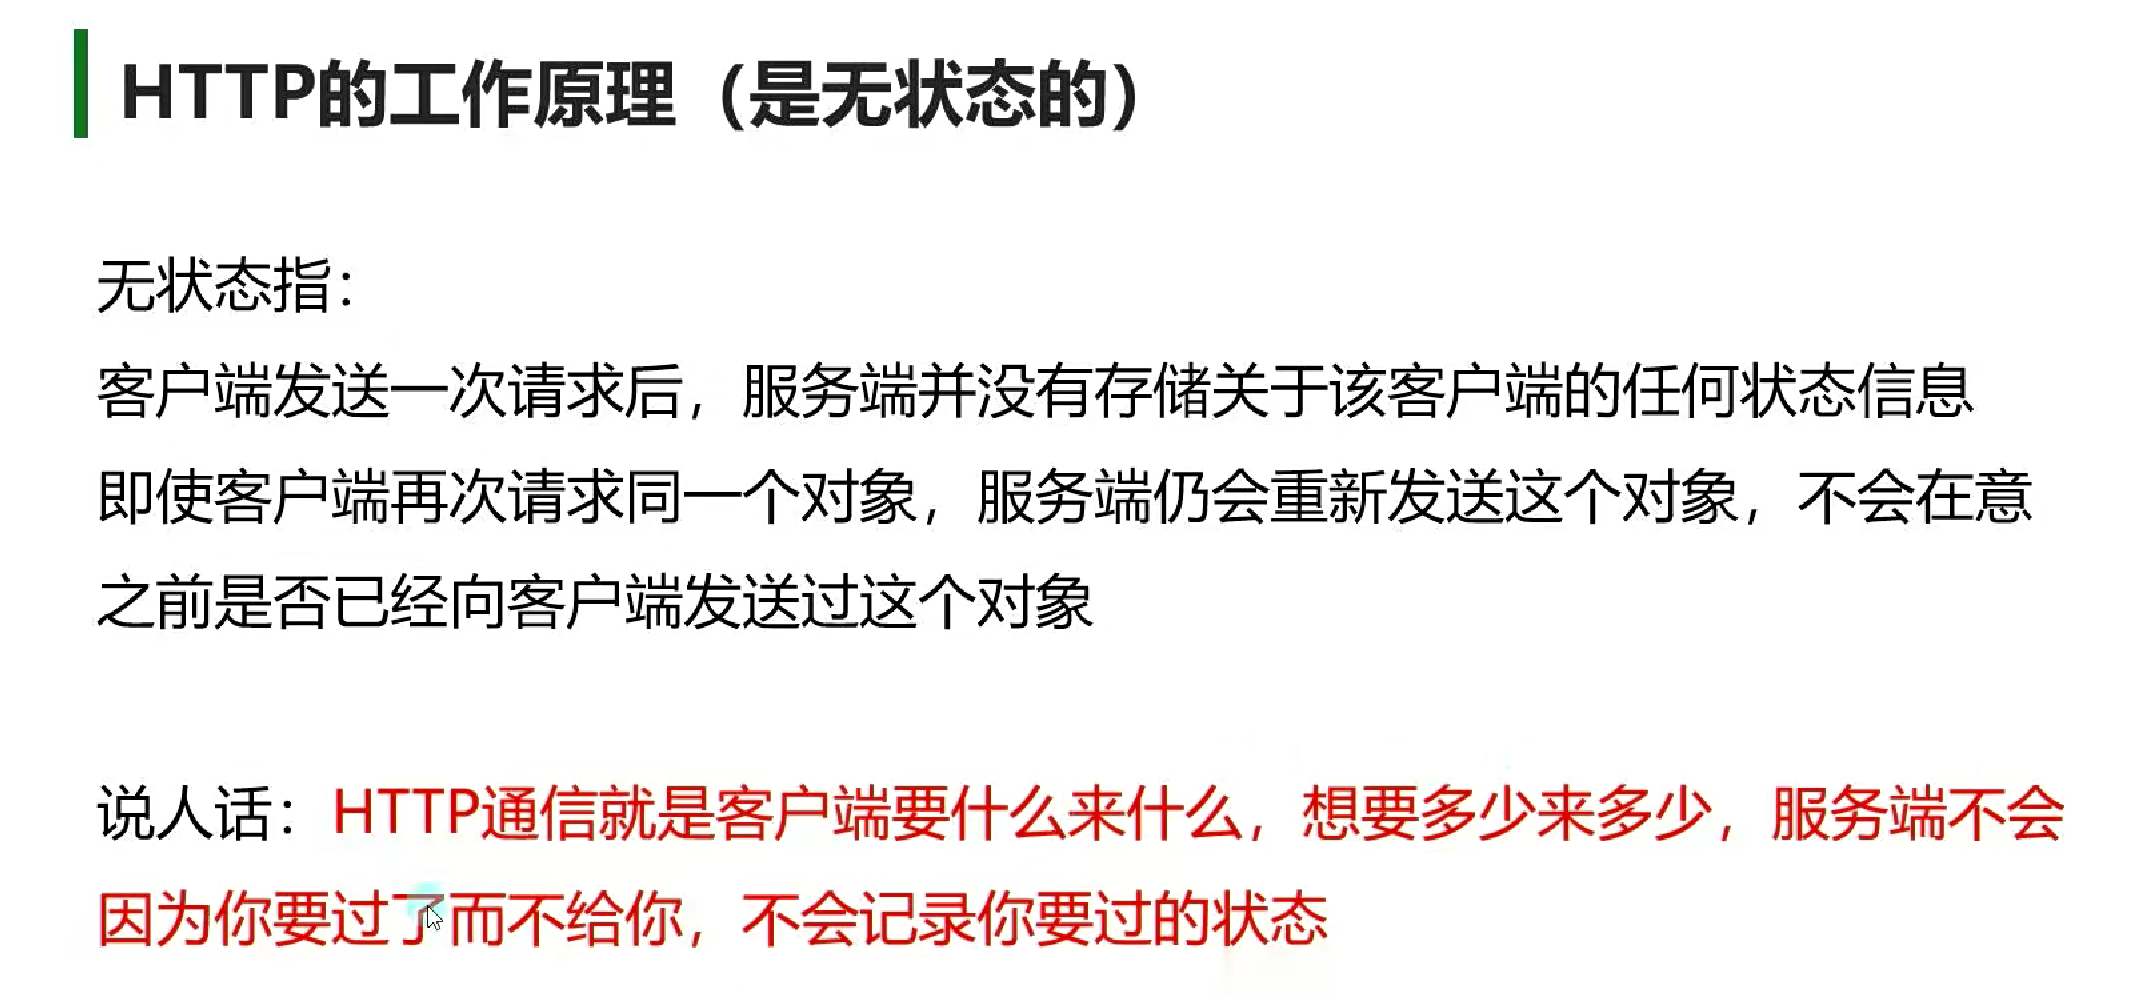 HTTP的工作原理（是无状态的）
无状态指：
客户端发送一次请求后，服务端并没有存储关于该客户端的任何状态信息
即使客户端再次请求同一个对象，服务端仍会重新发送这个对象，不会在意
之前是否已经向客户端发送过这个对象
说人话：HTTP通信就是客户端要什么来什么，想要多少来多少，服务端不会
因为你要过了而不给你，不会记录你要过的状态